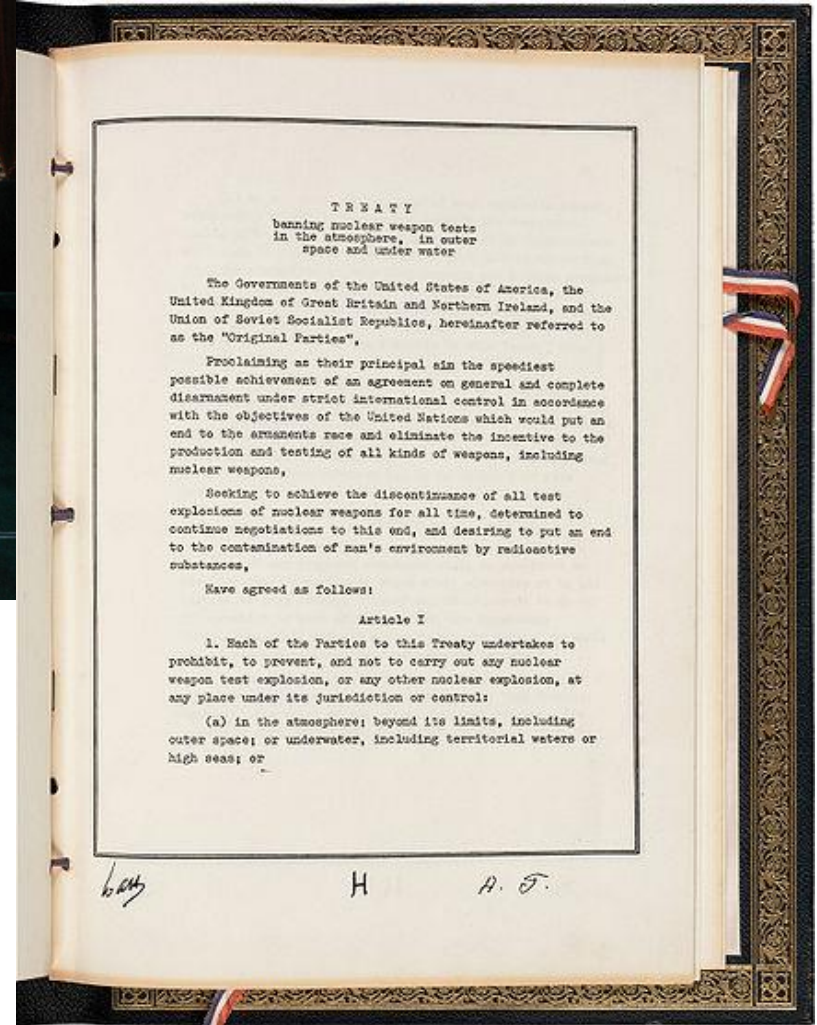 T R E A T Y
banning nuclear weapon tests
in the atmosphere, in outer
space and under water
The Governments of the United States of America, the
United Kingdom of Great Britain and Northern Ireland, and the
Union of Soviet Socialist Republics, hereinafter referred to
as the "Original Parties",
Proclaiming as their principal aim the speediest
possible achievement of an agreement on general and complete
disarmament under strict international control in accordance
with the objectives of the United Nations which would put an
end to the armaments race and eliminate the incentive to the
production and testing of all kinds of weapons, including
nuclear weapons,
Seeking to achieve the discontinuance of all test
explosions of nuclear weapons for all time, determined to
continue negotiations to this end, and desiring to put an end
to the contamination of man's environment by radioactive
substances,
Have agreed as follows:
Article I
1. Each of the Parties to this Treaty undertakes to
prohibit, to prevent, and not to carry out any nuclear
weapon test explosion, or any other nuclear explosion, at
any place under its jurisdiction or control:
(a) in the atmosphere; beyond its limits, including
outer space; or underwater, including territorial waters or
high seas; or
H A. J.